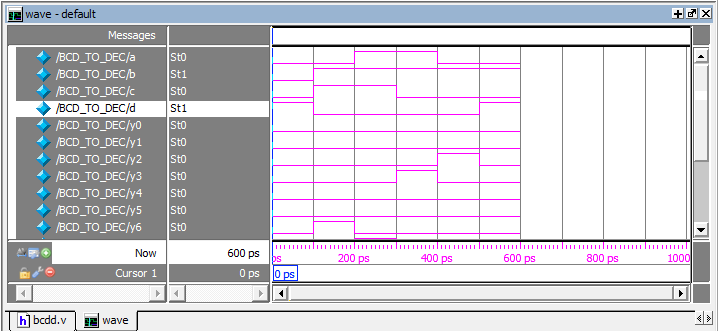 wave - default
Messages
/BCD_TO_DEC/a St0
/BCD_TO_DEC/b St1
/BCD_TO_DEC/c St0
/BCD_TO_DEC/d St1
/BCD_TO_DEC/y0 St0
/BCD_TO_DEC/y1 St0
/BCD_TO_DEC/y2 St0
/BCD_TO_DEC/y3 St0
/BCD_TO_DEC/y4 St0
/BCD_TO_DEC/y5 St0
/BCD_TO_DEC/y6 St0
Now 600 ps 200 ps 400 ps 600 ps 800 ps 1000
Cursor 1 0 ps 0 ps
h bcdd.v wave